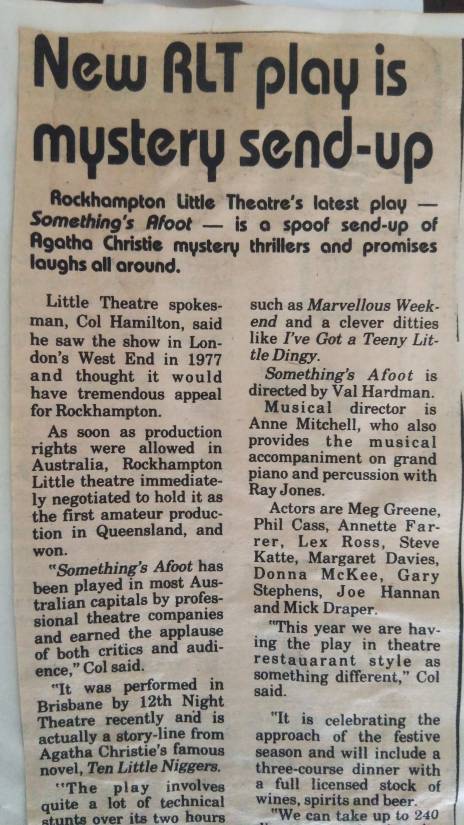 New RLT play is
mystery send-up
Rockhampton Little Theatre's latest play —
Something's Afoot — is a spoof send-up of
Agatha Christie mystery thrillers and promises
laughs all around.
Little Theatre spokes-
man, Col Hamilton, said
he saw the show in Lon-
don's West End in 1977
and thought it would
have tremendous appeal
for Rockhampton.
As soon as production
rights were allowed in
Australia, Rockhampton
Little theatre immediate-
ly negotiated to hold it as
the first amateur produc-
tion in Queensland, and
won.
"Something's Afoot has
been played in most Aus-
tralian capitals by profes-
sional theatre companies
and earned the applause
of both critics and audi-
ence," Col said.
"It was performed in
Brisbane by 12th Night
Theatre recently and is
actually a story-line from
Agatha Christie's famous
novel, Ten Little Niggers.
"The play involves
quite a lot of technical
stunts over its two hours
such as Marvellous Week-
end and a clever ditties
like I've Got a Teeny Lit-
tle Dingy.
Something's Afoot is
directed by Val Hardman.
Musical director is
Anne Mitchell, who also
provides the musical
accompaniment on grand
piano and percussion with
Ray Jones.
Actors are Meg Greene,
Phil Cass, Annette Far-
rer, Lex Ross, Steve
Katte, Margaret Davies,
Donna McKee, Gary
Stephens, Joe Hannan
and Mick Draper.
"This year we are hav-
ing the play in theatre
restauarant style as
something different," Col
said.
"It is celebrating the
approach of the festive
season and will include a
three-course dinner with
a full licensed stock of
wines, spirits and beer.
"We can take up to 240